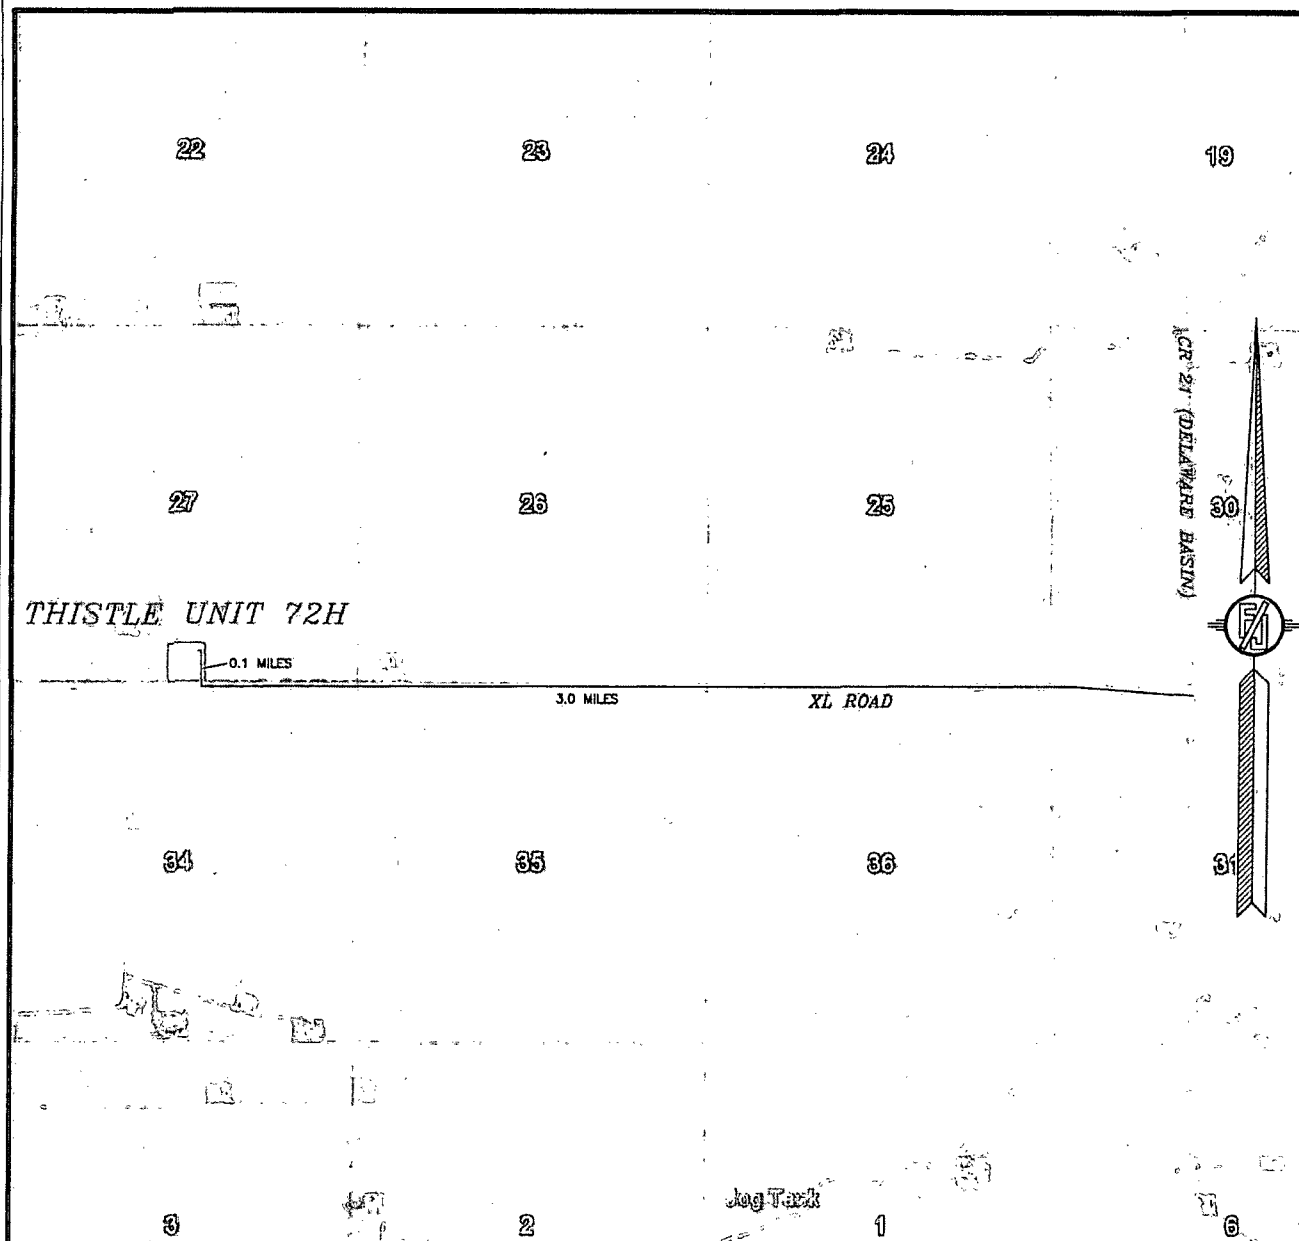 22 23 24 19
CR 21 (DELAWARE BASIN)
27 26 25 30
THISTLE UNIT 72H
0.1 MILES
3.0 MILES XL ROAD
34 35 36 31
Jog Tank
3 2 1 6